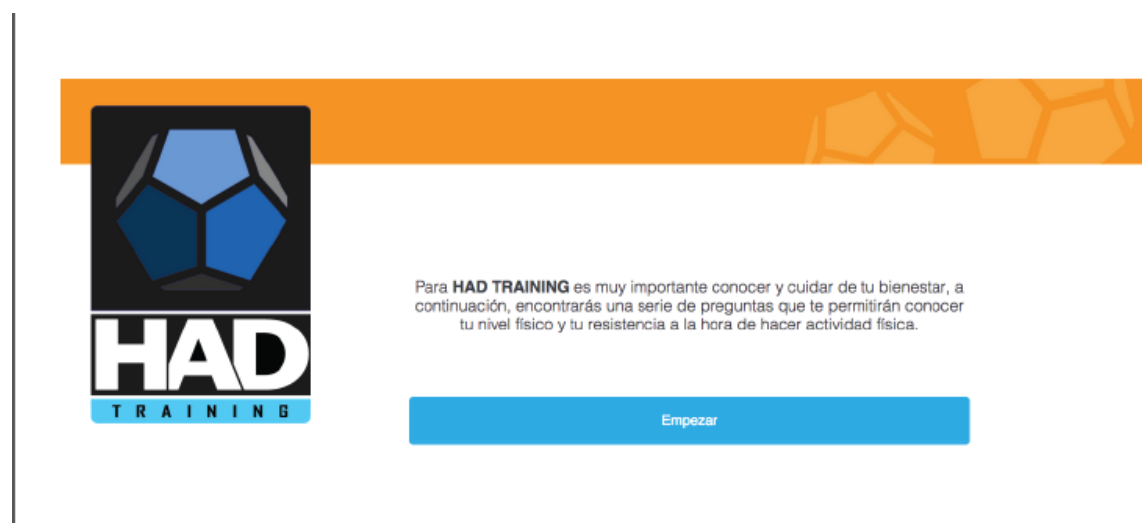 HAD
TRAINING
Para HAD TRAINING es muy importante conocer y cuidar de tu bienestar, a
continuación, encontrarás una serie de preguntas que te permitirán conocer
tu nivel físico y tu resistencia a la hora de hacer actividad física.
Empezar